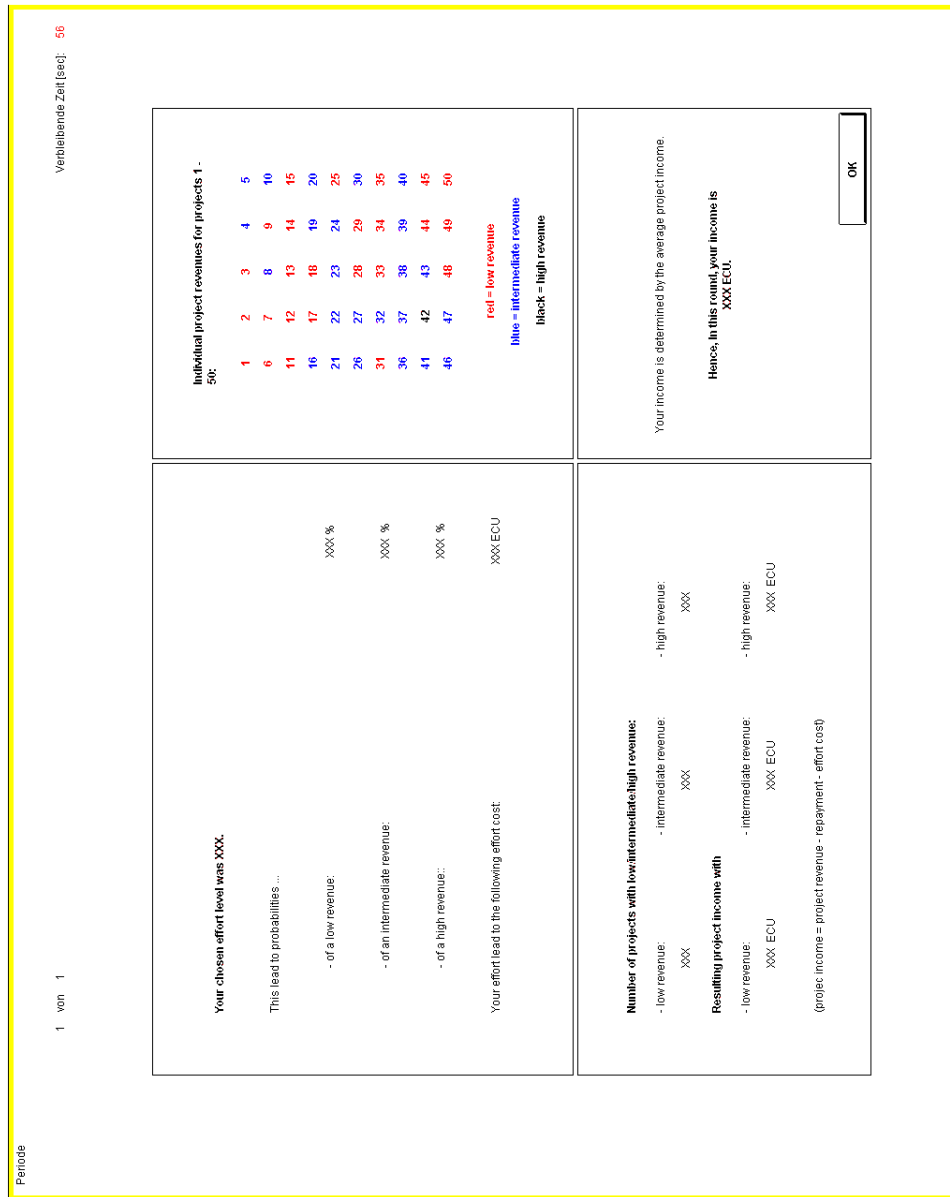 Periode
1 von 1
Verbleibende Zeit [sec]: 56
Your chosen effort level was XXX.
This lead to probabilities ...
- of a low revenue: XXX %
- of an intermediate revenue: XXX %
- of a high revenue:: XXX %
Your effort lead to the following effort cost: XXX ECU
Individual project revenues for projects 1 -
50:
1 2 3 4 5
6 7 8 9 10
11 12 13 14 15
16 17 18 19 20
21 22 23 24 25
26 27 28 29 30
31 32 33 34 35
36 37 38 39 40
41 42 43 44 45
46 47 48 49 50
red = low revenue
blue = intermediate revenue
black = high revenue
Number of projects with low/intermediate/high revenue:
- low revenue: - intermediate revenue: - high revenue:
XXX XXX XXX
Resulting project income with
- low revenue: - intermediate revenue: - high revenue:
XXX ECU XXX ECU XXX ECU
(projec income = project revenue - repayment - effort cost)
Your income is determined by the average project income.
Hence, In this round, your income is
XXX ECU.
OK